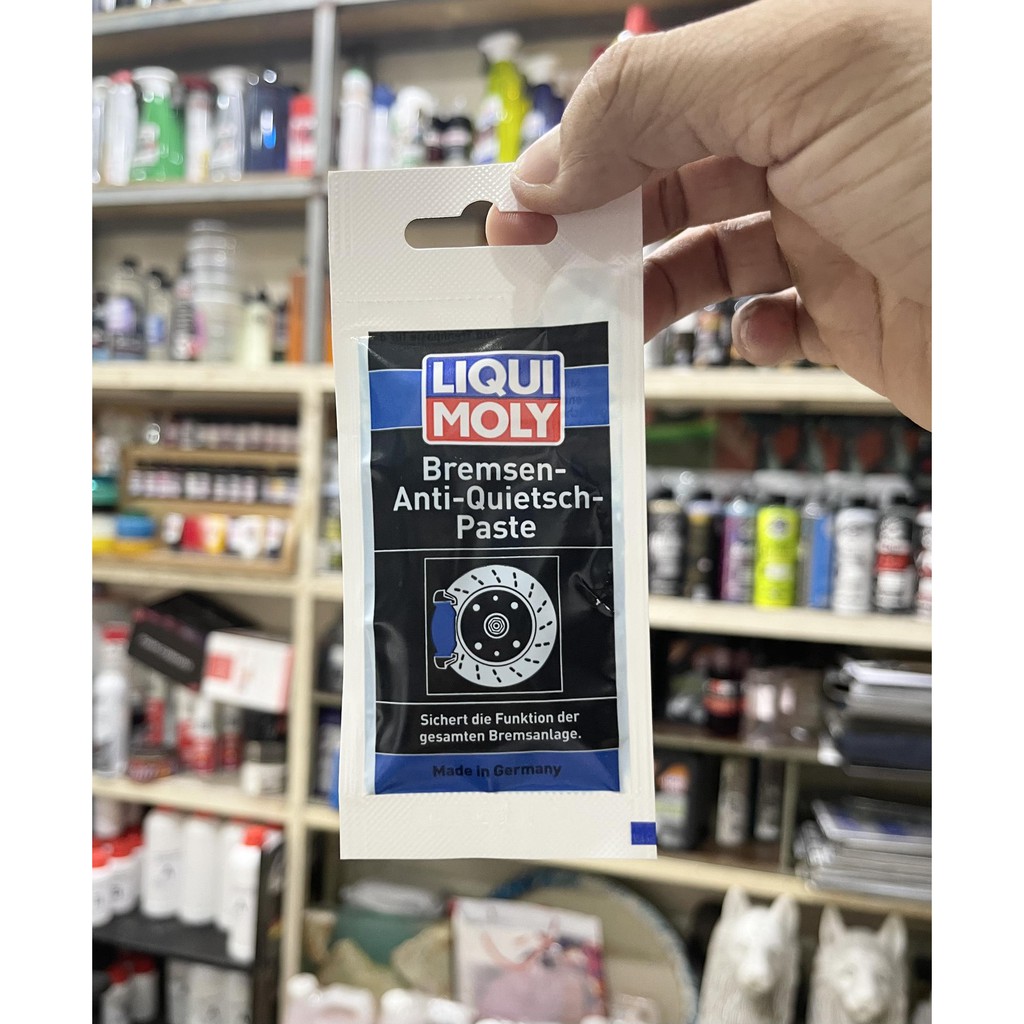 LIQUI
MOLY
Bremsen-
Anti-Quietsch-
Paste
Sichert die Funktion der
gesamten Bremsanlage.
Made in Germany